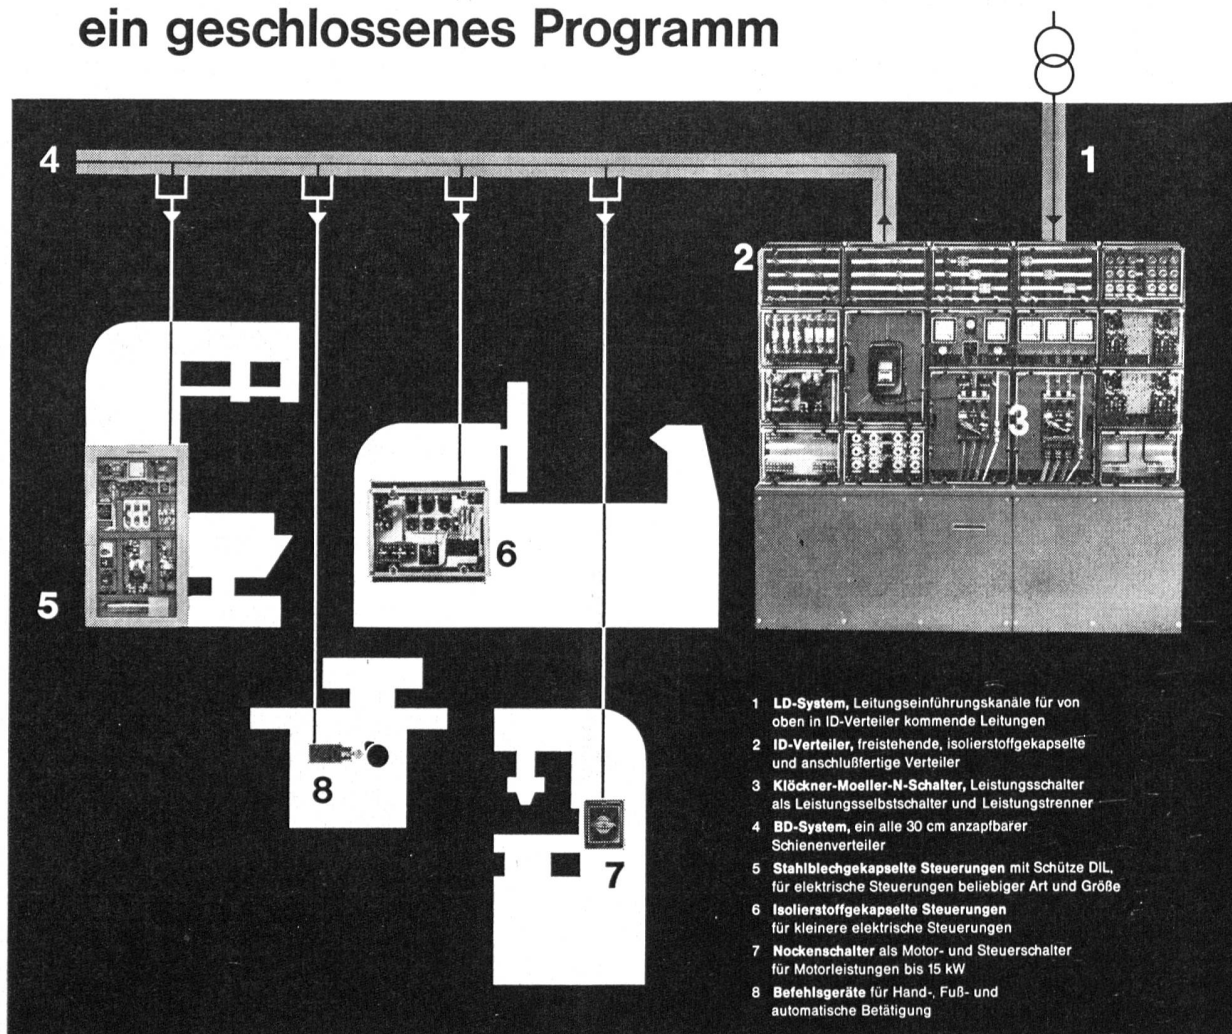 ein geschlossenes Programm
4
1
2
3
6
5
8
7
1 LD-System, Leitungseinführungskanäle für von
oben in ID-Verteiler kommende Leitungen
2 ID-Verteiler, freistehende, isolierstoffgekapselte
und anschlußfertige Verteiler
3 Klöckner-Moeller-N-Schalter, Leistungsschalter
als Leistungsselbstschalter und Leistungstrenner
4 BD-System, ein alle 30 cm anzapfbarer
Schienenverteiler
5 Stahlblechgekapselte Steuerungen mit Schütze DIL,
für elektrische Steuerungen beliebiger Art und Größe
6 Isolierstoffgekapselte Steuerungen
für kleinere elektrische Steuerungen
7 Nockenschalter als Motor- und Steuerschalter
für Motorleistungen bis 15 kW
8 Befehlsgeräte für Hand-, Fuß- und
automatische Betätigung